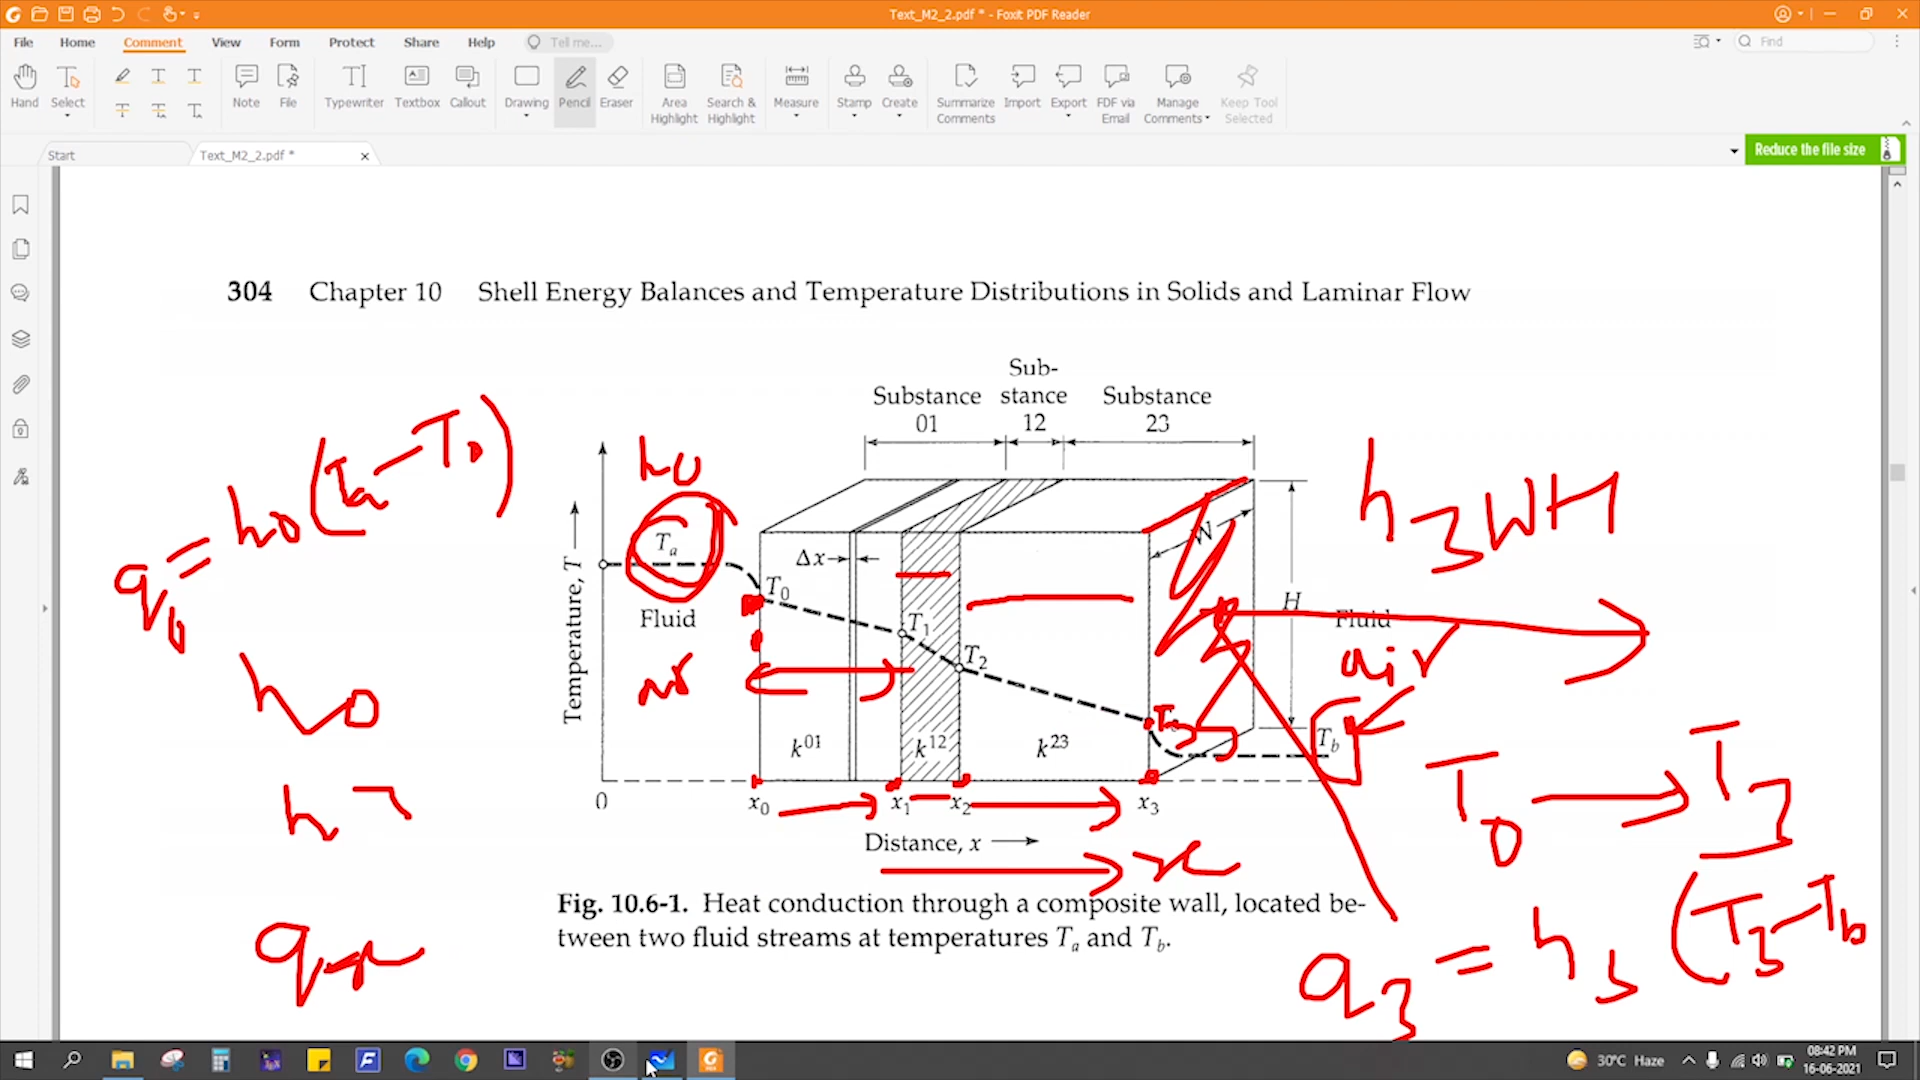 Text_M2_2.pdf * - Foxit PDF Reader
File Home Comment View Form Protect Share Help Tell me... Find
Hand Select Note File Typewriter Textbox Callout Drawing Pencil Eraser Area Highlight Search & Highlight Measure Stamp Create Summarize Comments Import Export FDF via Email Manage Comments Keep Tool Selected
Start Text_M2_2.pdf * Reduce the file size
304 Chapter 10 Shell Energy Balances and Temperature Distributions in Solids and Laminar Flow
Substance 01 Sub-stance 12 Substance 23
q0 = h0 (Ta - T0)
h0
h3 WH
Ta
Δx
W
T0
H
Fluid
T1
Fluid
air
T2
Temperature, T
h0
T3
Tb
k01 k12 k23
T0 → T3
h
0 x0 x1 x2 x3
Distance, x
x
qx
q3 = h3 (T3 - Tb
Fig. 10.6-1. Heat conduction through a composite wall, located be-
tween two fluid streams at temperatures Ta and Tb.
30°C Haze
08:42 PM
16-06-2021